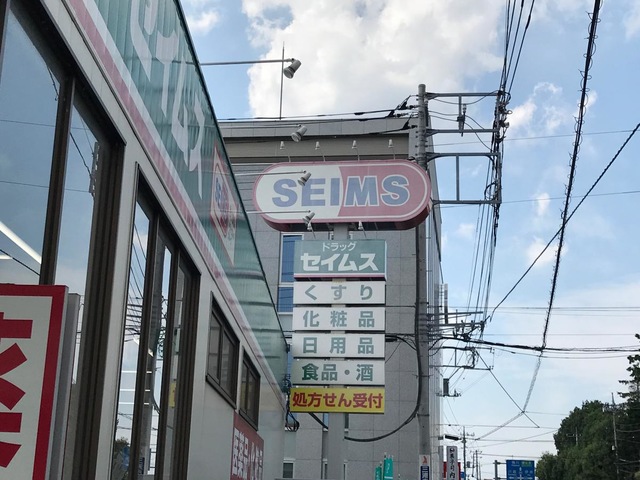 SEIMS
ドラッグ
セイムス
くすり
化粧品
日用品
食品・酒
処方せん受付
薬